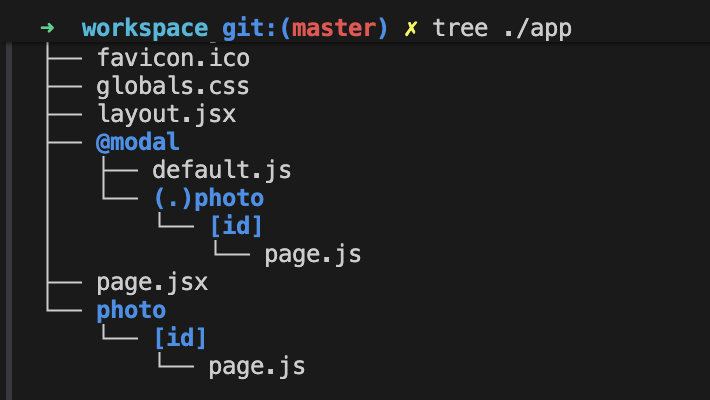 ➜ workspace git:(master) ✗ tree ./app
├── favicon.ico
├── globals.css
├── layout.jsx
├── @modal
│   ├── default.js
│   └── (.)photo
│       └── [id]
│           └── page.js
├── page.jsx
└── photo
    └── [id]
        └── page.js